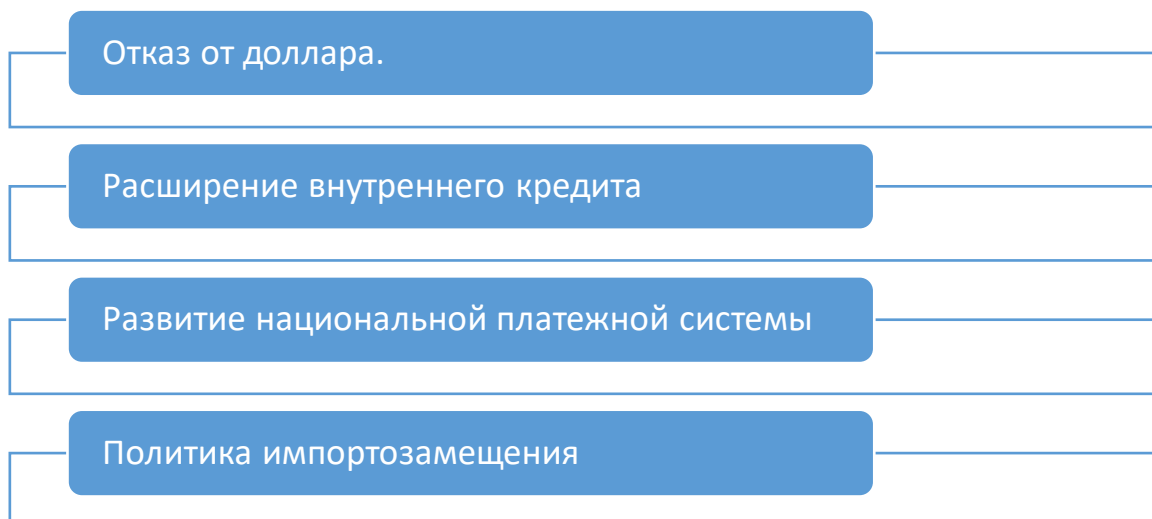 Отказ от доллара.
Расширение внутреннего кредита
Развитие национальной платежной системы
Политика импортозамещения